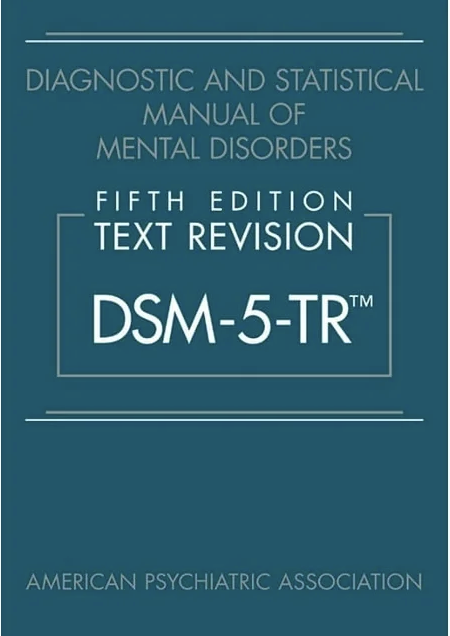 DIAGNOSTIC AND STATISTICAL
MANUAL OF
MENTAL DISORDERS
FIFTH EDITION
TEXT REVISION
DSM-5-TR™
AMERICAN PSYCHIATRIC ASSOCIATION